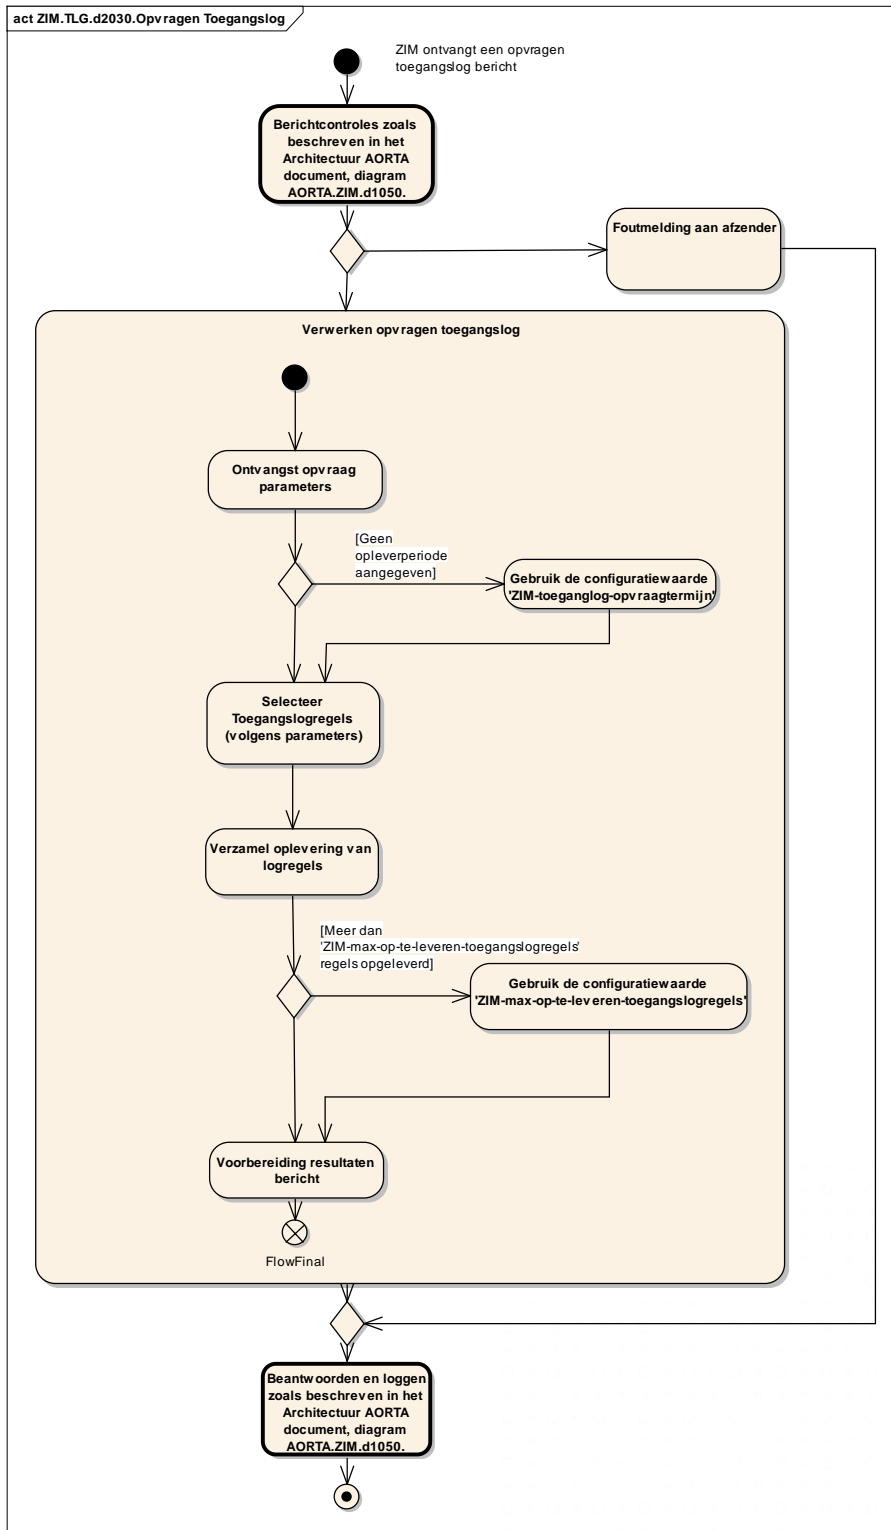 act ZIM.TLG.d2030.Opvragen Toegangslog
ZIM ontvangt een opvragen
toegangslog bericht
Berichtcontroles zoals
beschreven in het
Architectuur AORTA
document, diagram
AORTA.ZIM.d1050.
Foutmelding aan afzender
Verwerken opvragen toegangslog
Ontvangst opvraag
parameters
[Geen
opleverperiode
aangegeven]
Gebruik de configuratiewaarde
'ZIM-toeganglog-opvraagtermijn'
Selecteer
Toegangslogregels
(volgens parameters)
Verzamel oplevering van
logregels
[Meer dan
'ZIM-max-op-te-leveren-toegangslogregels'
regels opgeleverd]
Gebruik de configuratiewaarde
'ZIM-max-op-te-leveren-toegangslogregels'
Voorbereiding resultaten
bericht
FlowFinal
Beantwoorden en loggen
zoals beschreven in het
Architectuur AORTA
document, diagram
AORTA.ZIM.d1050.